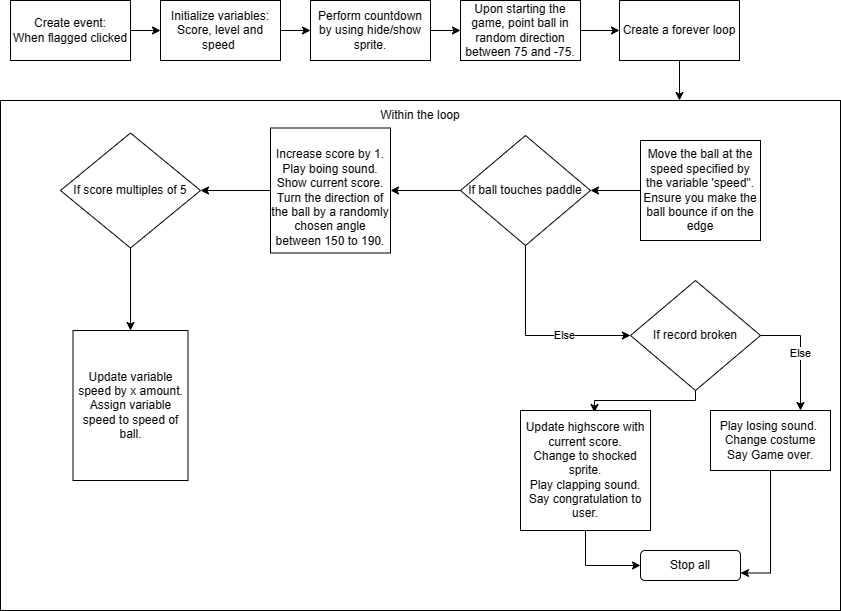 Create event:
When flagged clicked
Initialize variables:
Score, level and
speed
Perform countdown
by using hide/show
sprite.
Upon starting the
game, point ball in
random direction
between 75 and -75.
Create a forever loop
Within the loop
If score multiples of 5
Increase score by 1.
Play boing sound.
Show current score.
Turn the direction of
the ball by a randomly
chosen angle
between 150 to 190.
If ball touches paddle
Move the ball at the
speed specified by
the variable 'speed".
Ensure you make the
ball bounce if on the
edge
Else
If record broken
Else
Update variable
speed by x amount.
Assign variable
speed to speed of
ball.
Update highscore with
current score.
Change to shocked
sprite.
Play clapping sound.
Say congratulation to
user.
Play losing sound.
Change costume
Say Game over.
Stop all